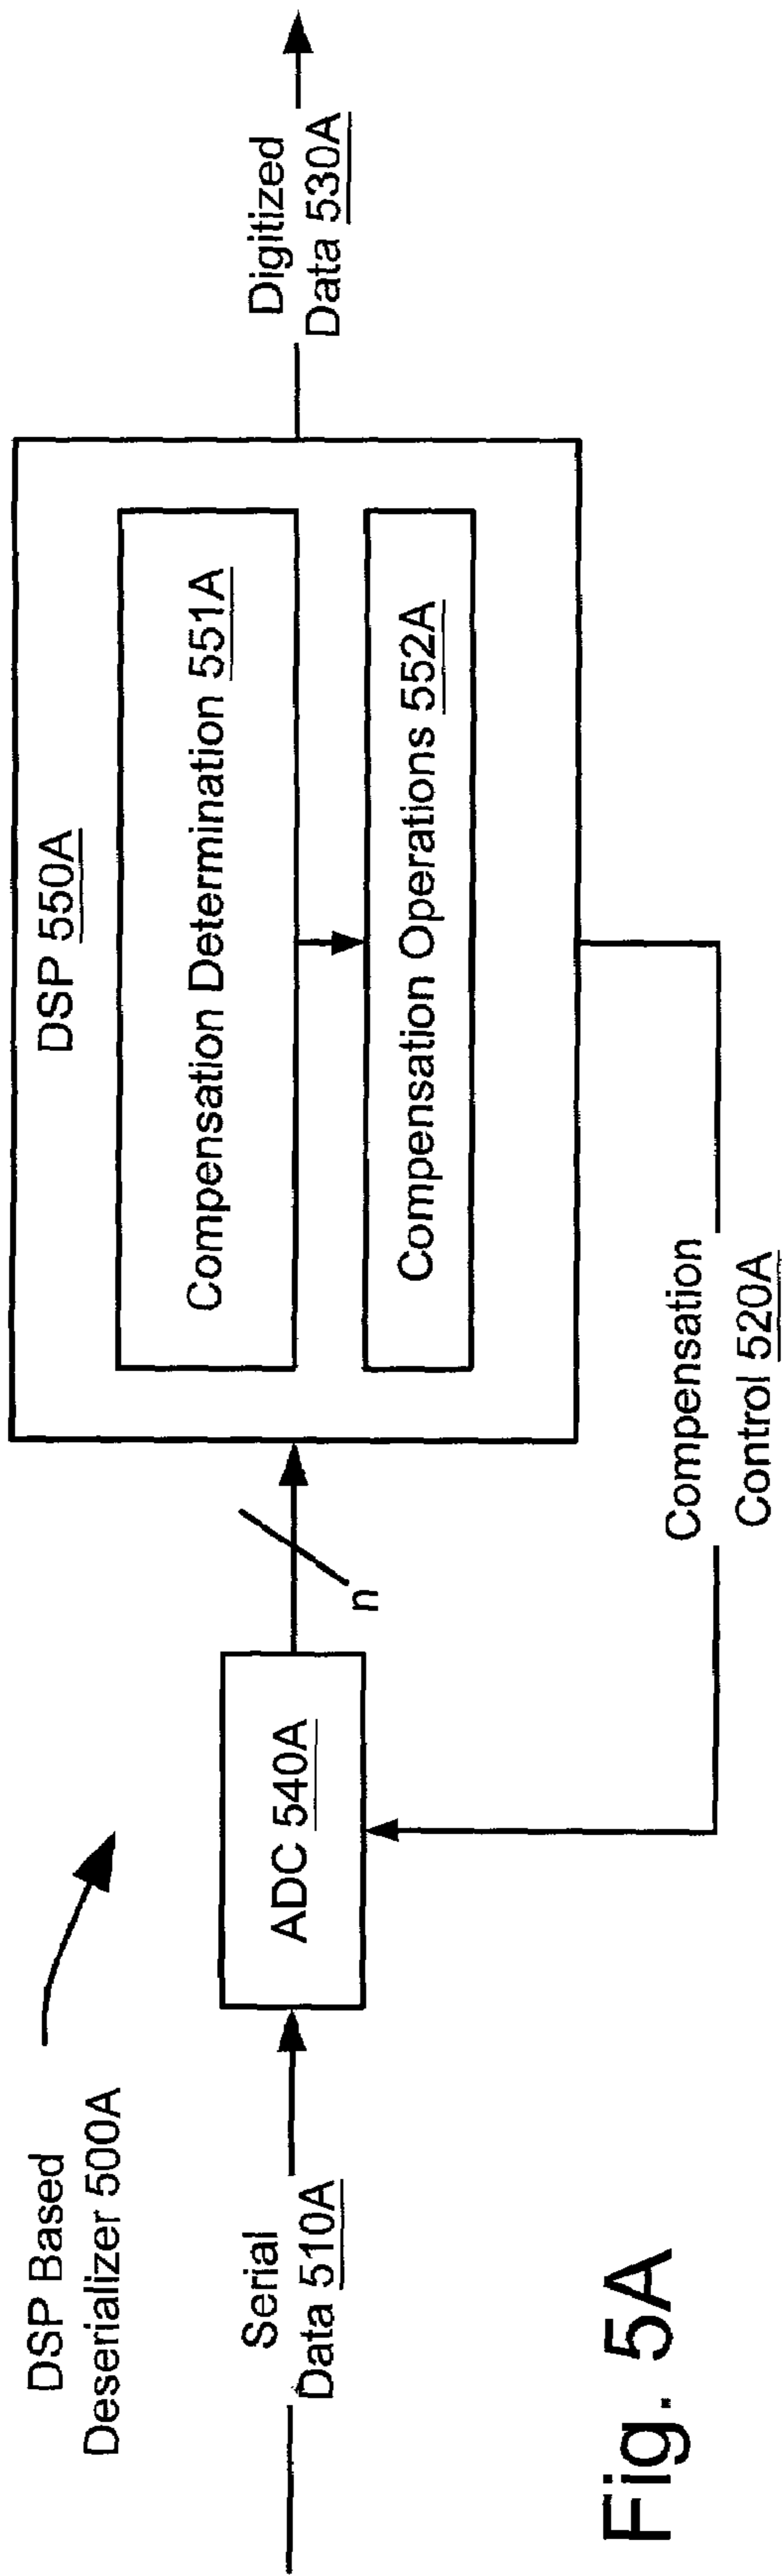 DSP Based
Deserializer 500A
Serial
Data 510A
ADC 540A
n
DSP 550A
Compensation Determination 551A
Compensation Operations 552A
Digitized
Data 530A
Compensation
Control 520A
Fig. 5A